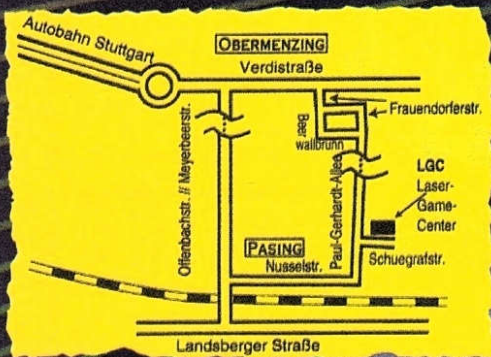 Autobahn Stuttgart
OBERMENZING
Verdistraße
Frauendorferstr.
Beer
wallbrunn
Offenbachstr. // Meyerbeerstr.
Paul-Gerhardt-Allee
LGC
Laser-
Game-
Center
PASING
Nusselstr.
Schuegrafstr.
Landsberger Straße